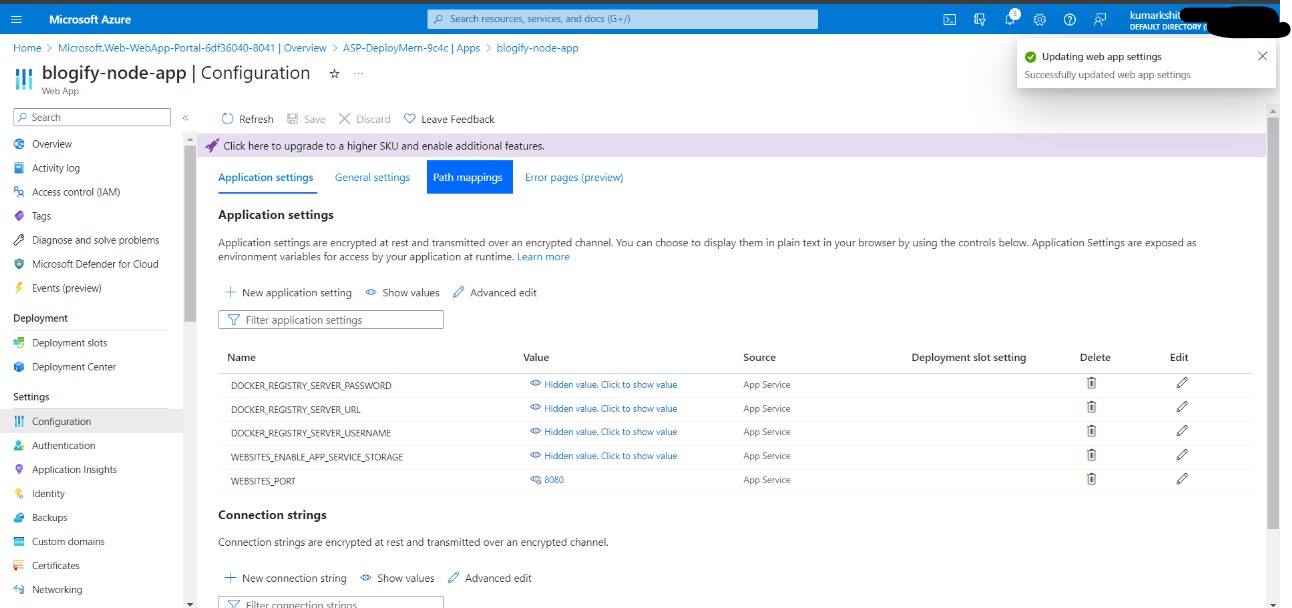 Microsoft Azure
Search resources, services, and docs (G+/)
5
kumarkshit
DEFAULT DIRECTORY (
Home > Microsoft.Web-WebApp-Portal-6df36040-8041 | Overview > ASP-DeployMern-9c4c | Apps > blogify-node-app
Updating web app settings
Successfully updated web app settings
blogify-node-app | Configuration
Web App
Search
Overview
Activity log
Access control (IAM)
Tags
Diagnose and solve problems
Microsoft Defender for Cloud
Events (preview)
Deployment
Deployment slots
Deployment Center
Settings
Configuration
Authentication
Application Insights
Identity
Backups
Custom domains
Certificates
Networking
Refresh Save Discard Leave Feedback
Click here to upgrade to a higher SKU and enable additional features.
Application settings General settings Path mappings Error pages (preview)
Application settings
Application settings are encrypted at rest and transmitted over an encrypted channel. You can choose to display them in plain text in your browser by using the controls below. Application Settings are exposed as
environment variables for access by your application at runtime. Learn more
New application setting Show values Advanced edit
Filter application settings
Name Value Source Deployment slot setting Delete Edit
DOCKER_REGISTRY_SERVER_PASSWORD Hidden value. Click to show value App Service
DOCKER_REGISTRY_SERVER_URL Hidden value. Click to show value App Service
DOCKER_REGISTRY_SERVER_USERNAME Hidden value. Click to show value App Service
WEBSITES_ENABLE_APP_SERVICE_STORAGE Hidden value. Click to show value App Service
WEBSITES_PORT 8080 App Service
Connection strings
Connection strings are encrypted at rest and transmitted over an encrypted channel.
New connection string Show values Advanced edit
Filter connection strings